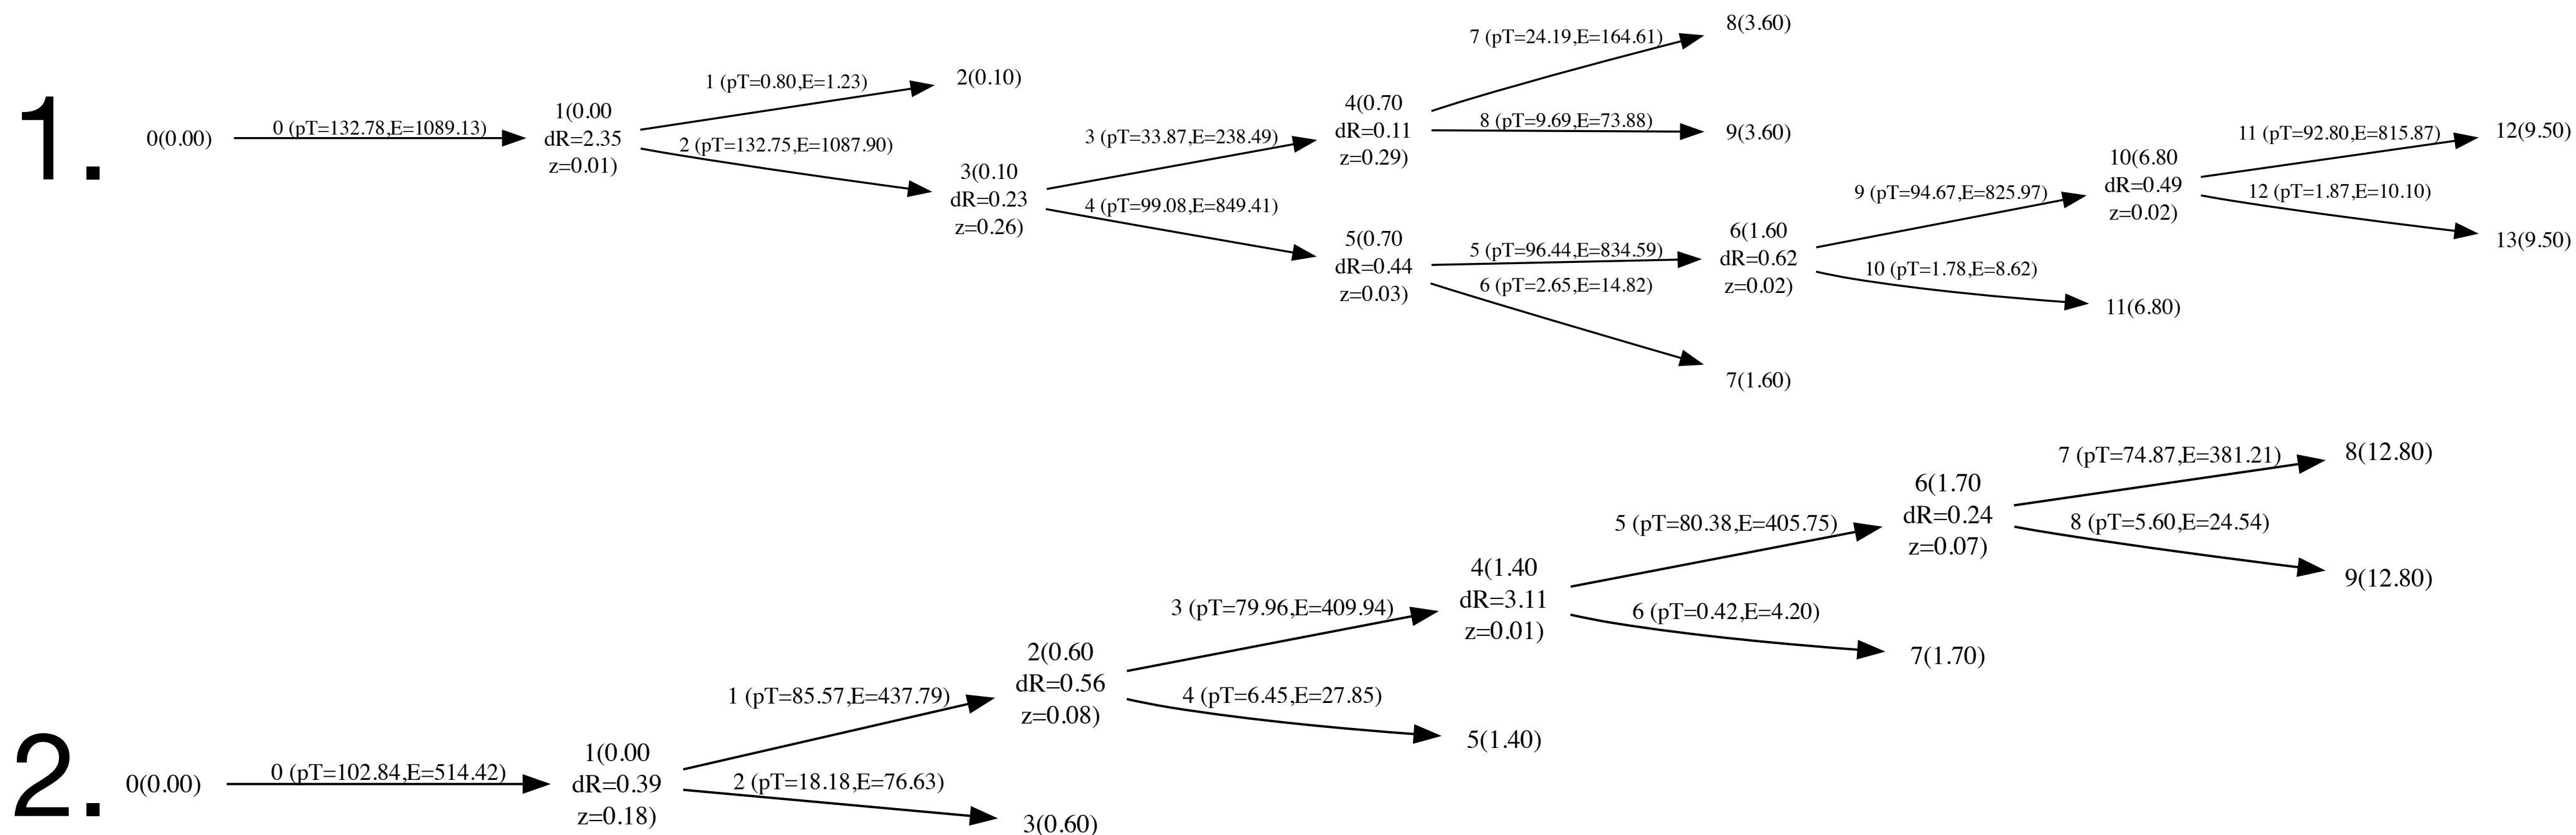 1.
0(0.00)
0 (pT=132.78,E=1089.13)
1(0.00
dR=2.35
z=0.01)
1 (pT=0.80,E=1.23)
2(0.10)
2 (pT=132.75,E=1087.90)
3(0.10
dR=0.23
z=0.26)
3 (pT=33.87,E=238.49)
4(0.70
dR=0.11
z=0.29)
4 (pT=99.08,E=849.41)
5(0.70
dR=0.44
z=0.03)
7 (pT=24.19,E=164.61)
8(3.60)
8 (pT=9.69,E=73.88)
9(3.60)
5 (pT=96.44,E=834.59)
6(1.60
dR=0.62
z=0.02)
6 (pT=2.65,E=14.82)
7(1.60)
9 (pT=94.67,E=825.97)
10(6.80
dR=0.49
z=0.02)
10 (pT=1.78,E=8.62)
11(6.80)
11 (pT=92.80,E=815.87)
12(9.50)
12 (pT=1.87,E=10.10)
13(9.50)
2.
0(0.00)
0 (pT=102.84,E=514.42)
1(0.00
dR=0.39
z=0.18)
1 (pT=85.57,E=437.79)
2(0.60
dR=0.56
z=0.08)
2 (pT=18.18,E=76.63)
3(0.60)
3 (pT=79.96,E=409.94)
4(1.40
dR=3.11
z=0.01)
4 (pT=6.45,E=27.85)
5(1.40)
5 (pT=80.38,E=405.75)
6(1.70
dR=0.24
z=0.07)
6 (pT=0.42,E=4.20)
7(1.70)
7 (pT=74.87,E=381.21)
8(12.80)
8 (pT=5.60,E=24.54)
9(12.80)